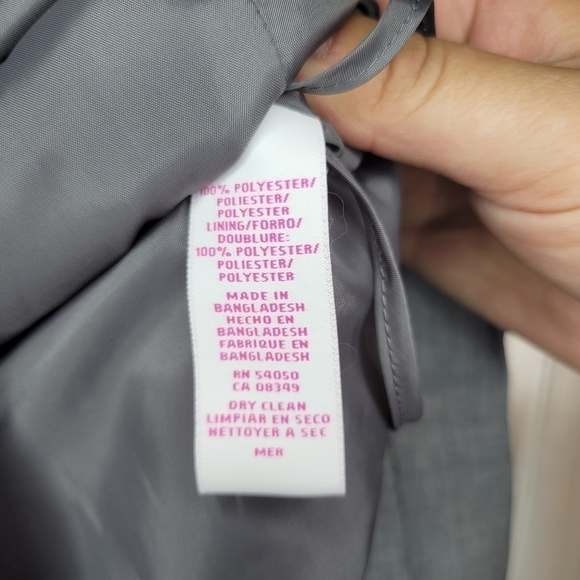 100% POLYESTER/
POLIESTER/
POLYESTER
LINING/FORRO/
DOUBLURE:
100% POLYESTER/
POLIESTER/
POLYESTER
MADE IN
BANGLADESH
HECHO EN
BANGLADESH
FABRIQUE EN
BANGLADESH
RN 54050
CA 08349
DRY CLEAN
LIMPIAR EN SECO
NETTOYER A SEC
MER